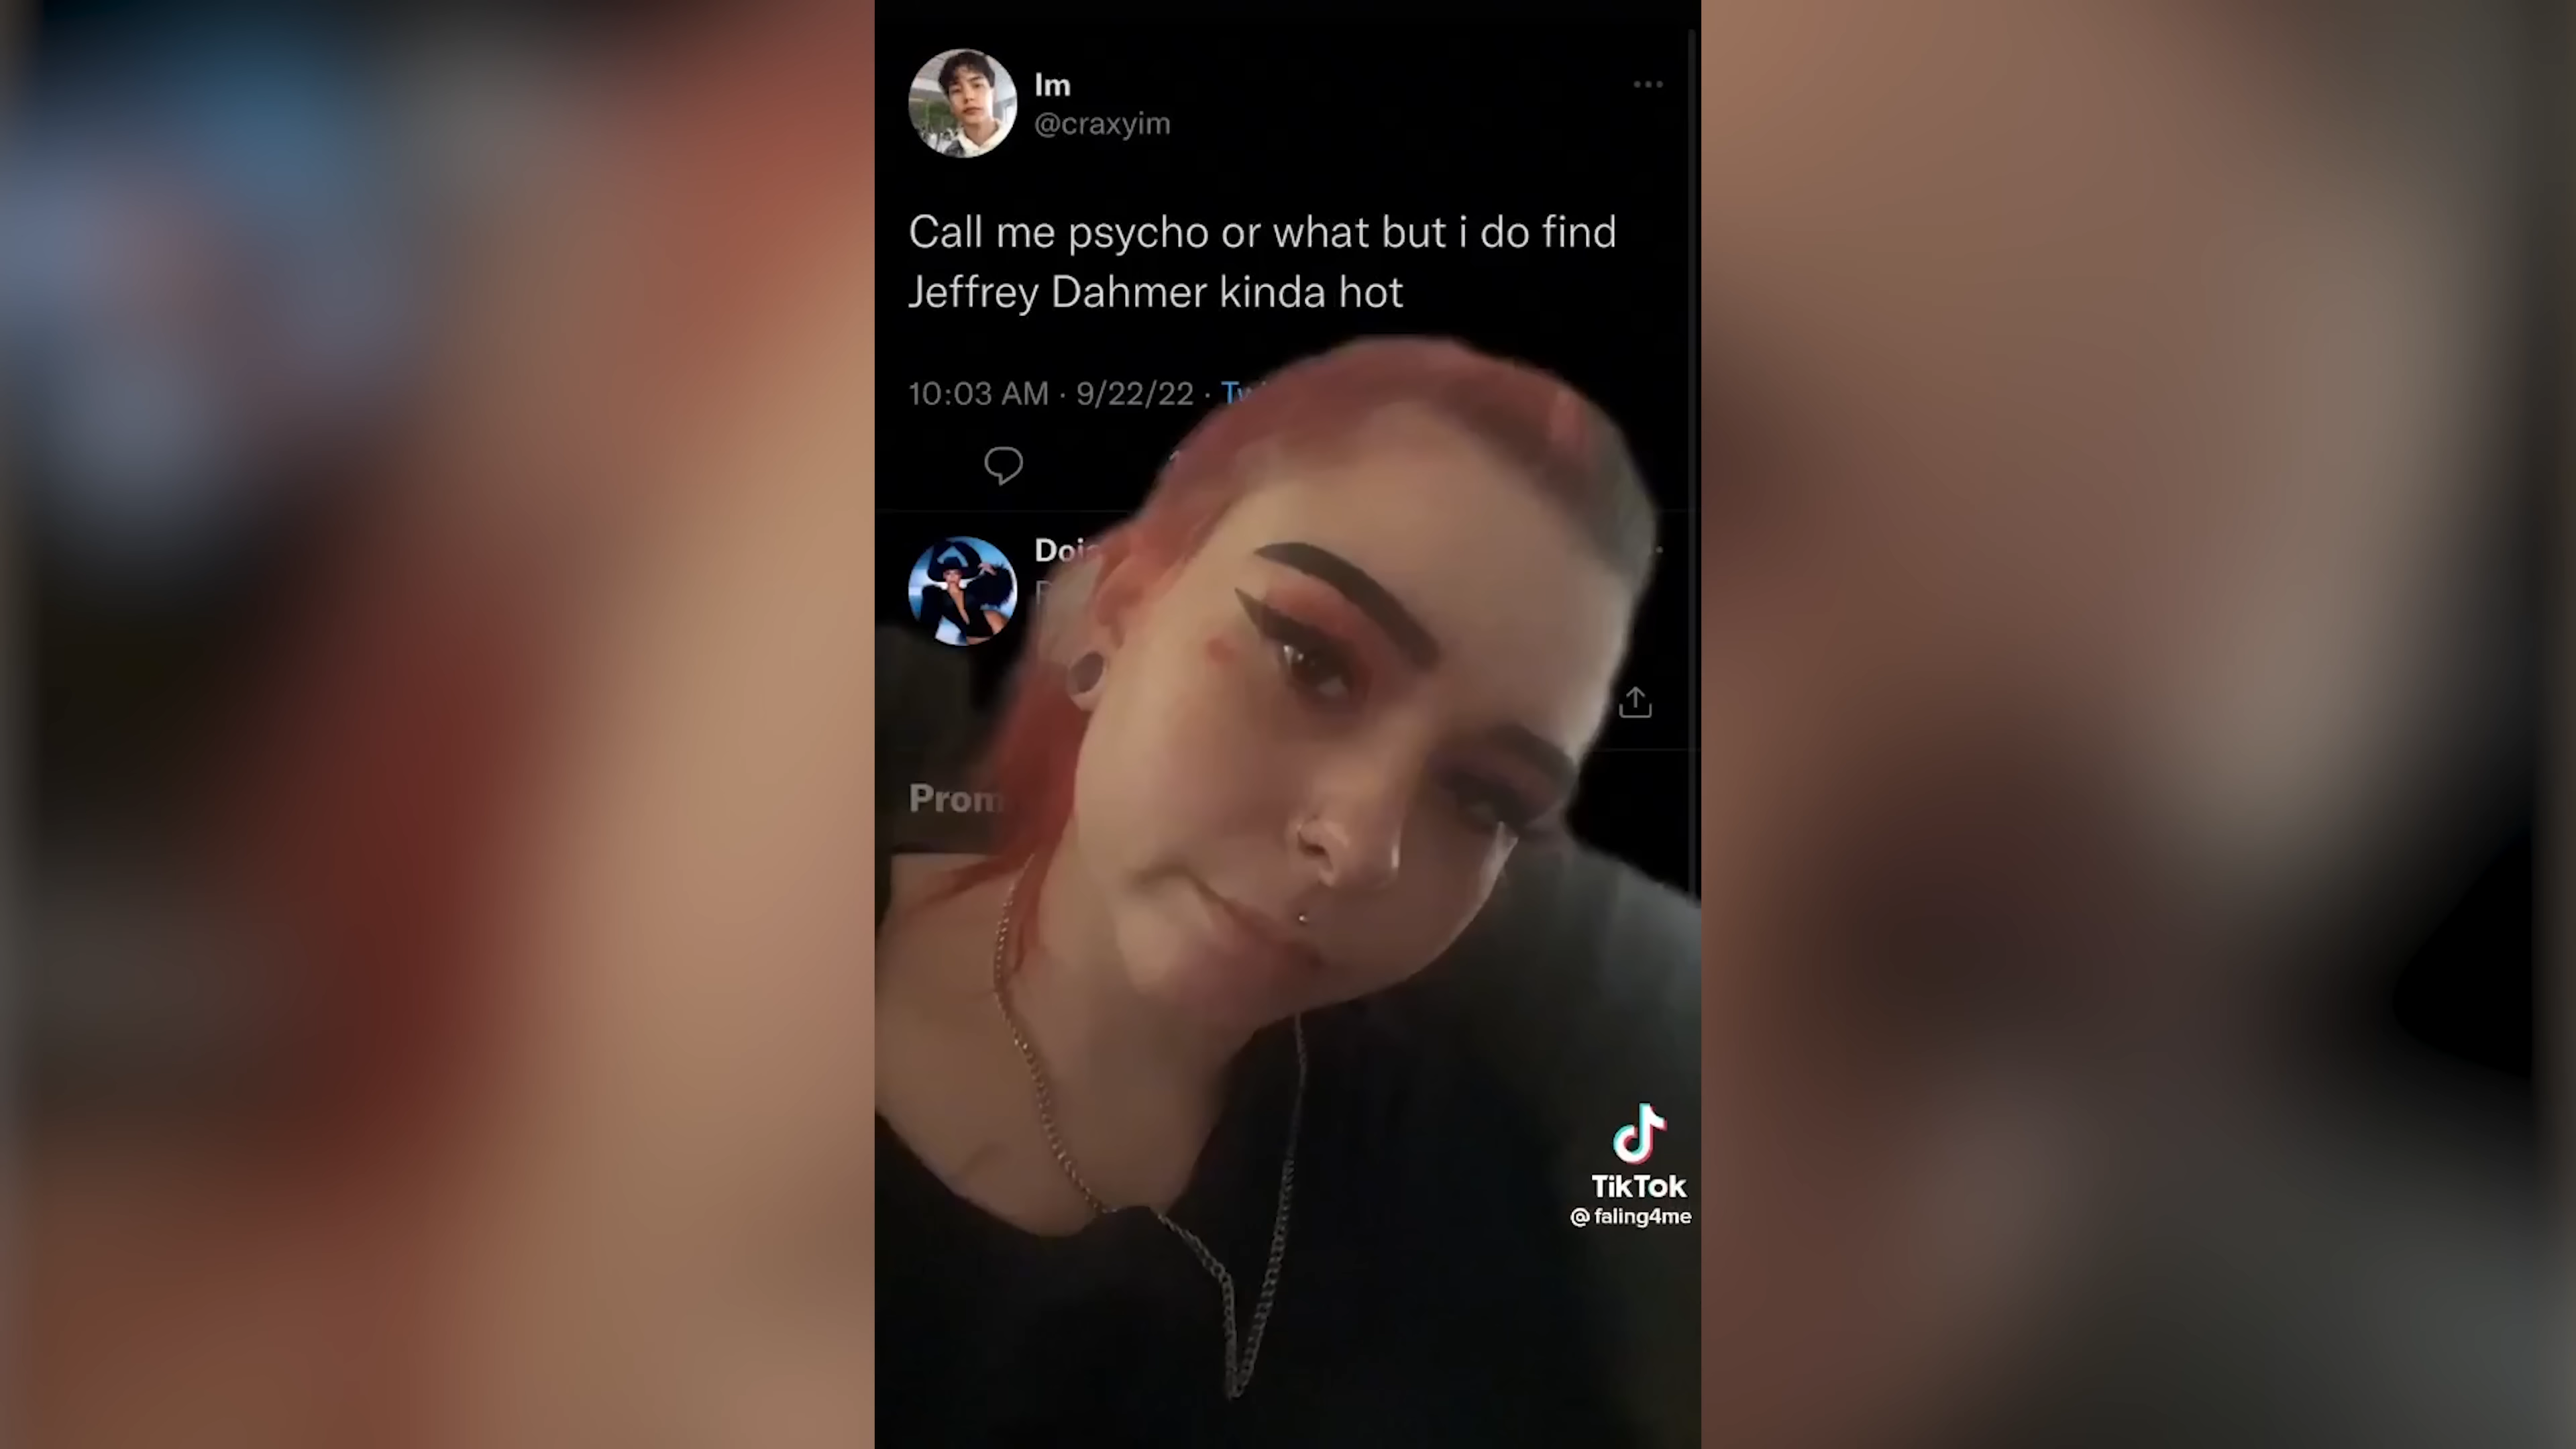 Im
@craxyim
Call me psycho or what but i do find
Jeffrey Dahmer kinda hot
10:03 AM · 9/22/22 ·
Prom
TikTok
@faling4me